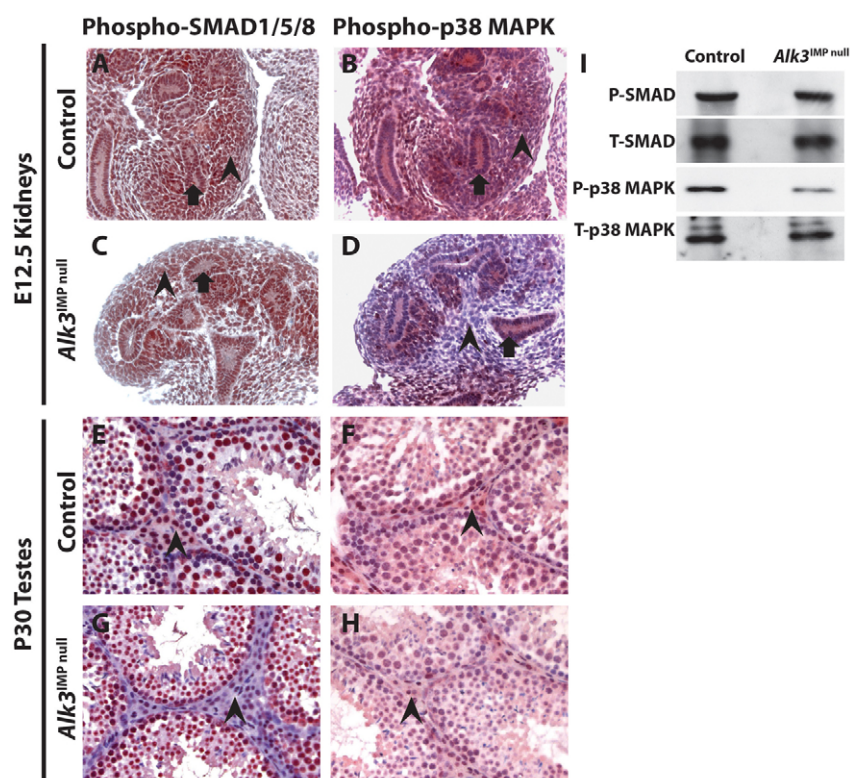 Phospho-SMAD1/5/8 Phospho-p38 MAPK
E12.5 Kidneys
Control
A
B
Alk3IMP null
C
D
P30 Testes
Control
E
F
Alk3IMP null
G
H
I
Control Alk3IMP null
P-SMAD
T-SMAD
P-p38 MAPK
T-p38 MAPK